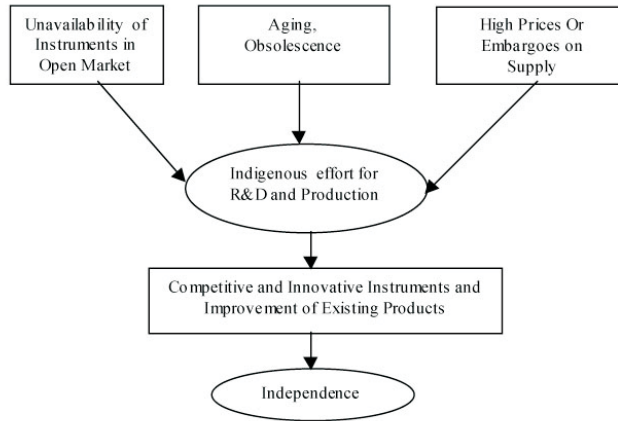 Unavailability of
Instruments in
Open Market
Aging,
Obsolescence
High Prices Or
Embargoes on
Supply
Indigenous effort for
R&D and Production
Competitive and Innovative Instruments and
Improvement of Existing Products
Independence